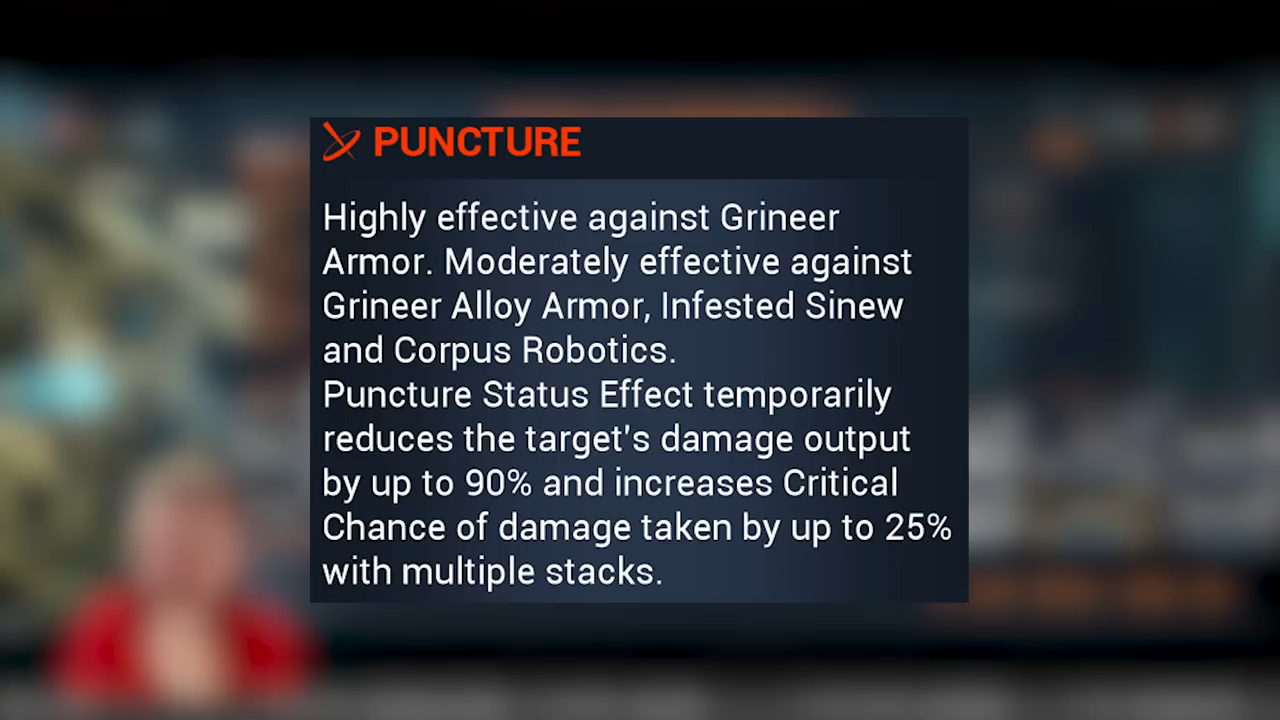 PUNCTURE
Highly effective against Grineer
Armor. Moderately effective against
Grineer Alloy Armor, Infested Sinew
and Corpus Robotics.
Puncture Status Effect temporarily
reduces the target's damage output
by up to 90% and increases Critical
Chance of damage taken by up to 25%
with multiple stacks.